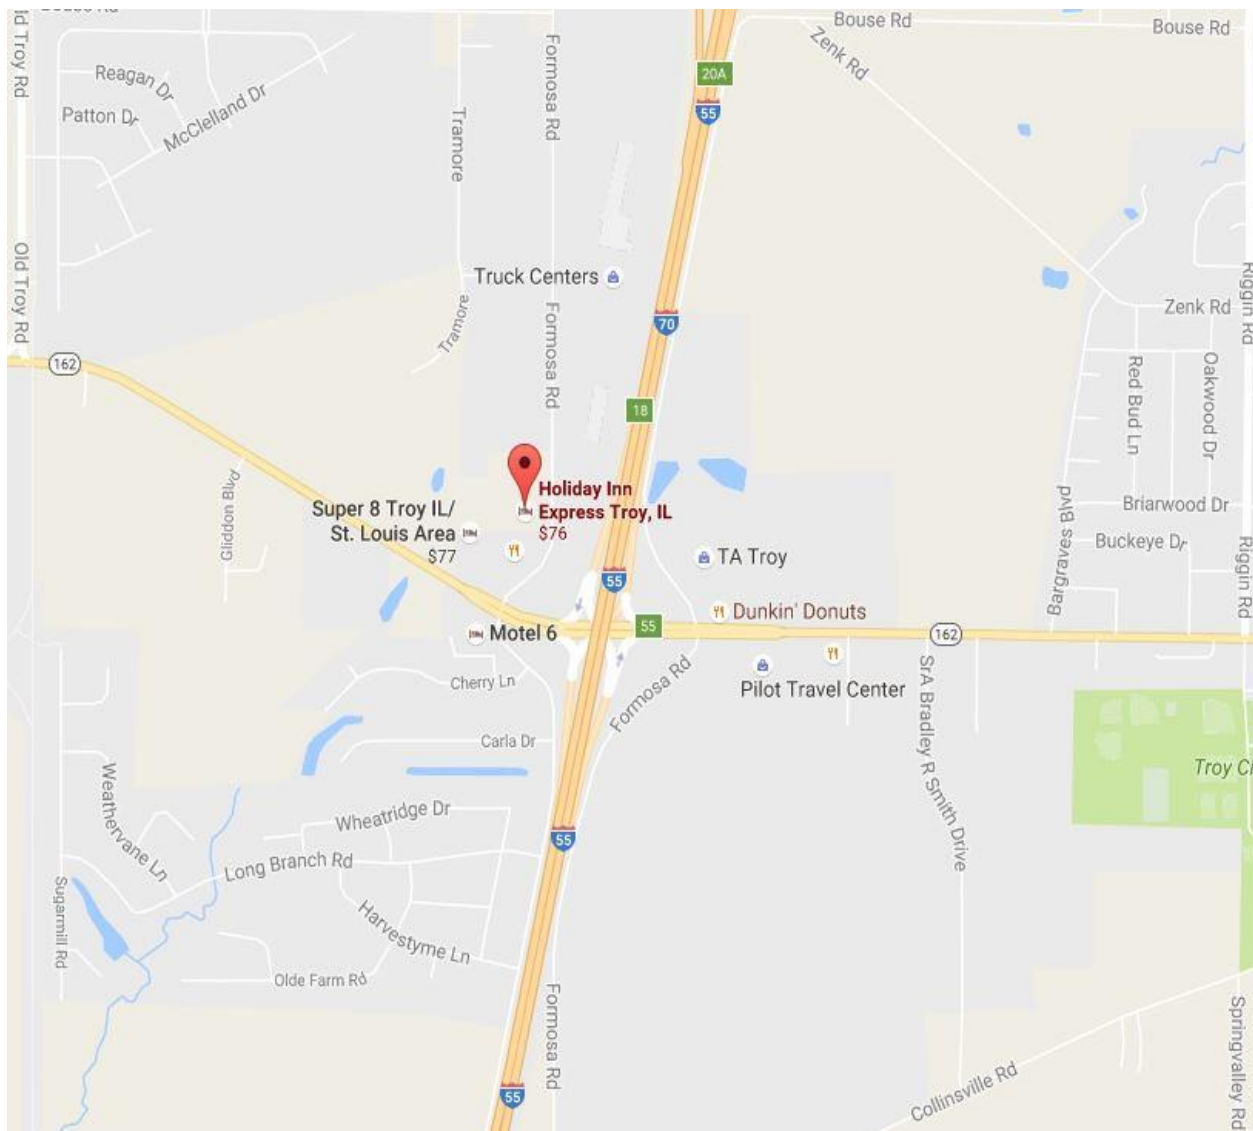 Bouse Rd
Bouse Rd
Old Troy Rd
Reagan Dr
Patton Dr
McClelland Dr
Tramore
Formosa Rd
20A
55
Zenk Rd
Bouse Rd
Old Troy Rd
Truck Centers
Tramore
Formosa Rd
70
Zenk Rd
Riggin Rd
162
Red Bud Ln
Oakwood Dr
18
Gliddon Blvd
Super 8 Troy IL/
St. Louis Area
$77
Holiday Inn
Express Troy, IL
$76
Bargraves Blvd
Briarwood Dr
Buckeye Dr
Riggin Rd
TA Troy
55
Dunkin' Donuts
Motel 6
55
162
Pilot Travel Center
Cherry Ln
Formosa Rd
SrA Bradley R Smith Drive
Carla Dr
Troy Ci
Weathervane Ln
Wheatridge Dr
55
Long Branch Rd
Sugarmill Rd
Harvestyme Ln
Olde Farm Rd
Formosa Rd
55
Collinsville Rd
Springvalley Rd